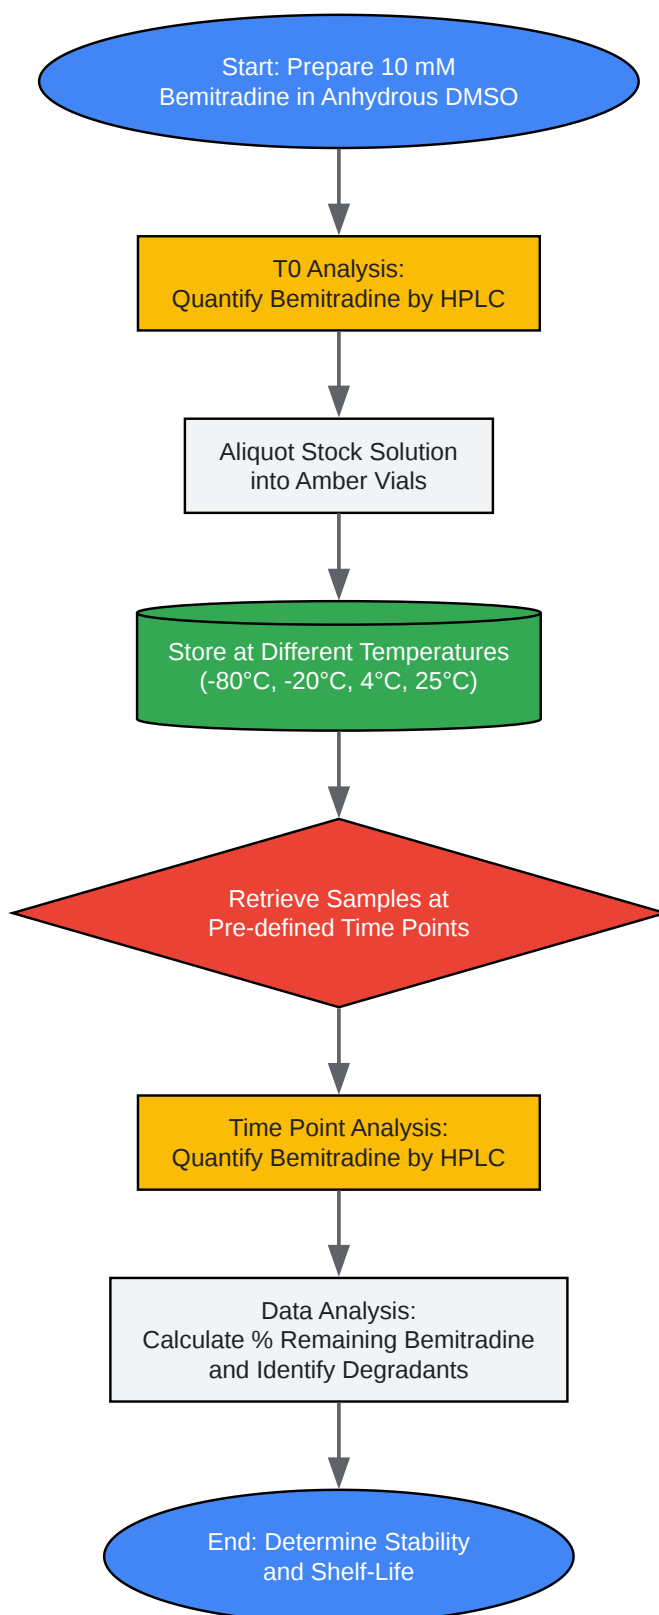 Start: Prepare 10 mM
Bemitradine in Anhydrous DMSO
T0 Analysis:
Quantify Bemitradine by HPLC
Aliquot Stock Solution
into Amber Vials
Store at Different Temperatures
(-80°C, -20°C, 4°C, 25°C)
Retrieve Samples at
Pre-defined Time Points
Time Point Analysis:
Quantify Bemitradine by HPLC
Data Analysis:
Calculate % Remaining Bemitradine
and Identify Degradants
End: Determine Stability
and Shelf-Life